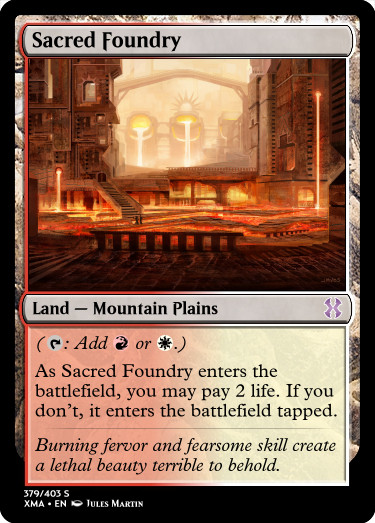 Sacred Foundry
Land — Mountain Plains
(: Add or .)
As Sacred Foundry enters the
battlefield, you may pay 2 life. If you
don't, it enters the battlefield tapped.
Burning fervor and fearsome skill create
a lethal beauty terrible to behold.
379/403 S
XMA • EN Jules Martin